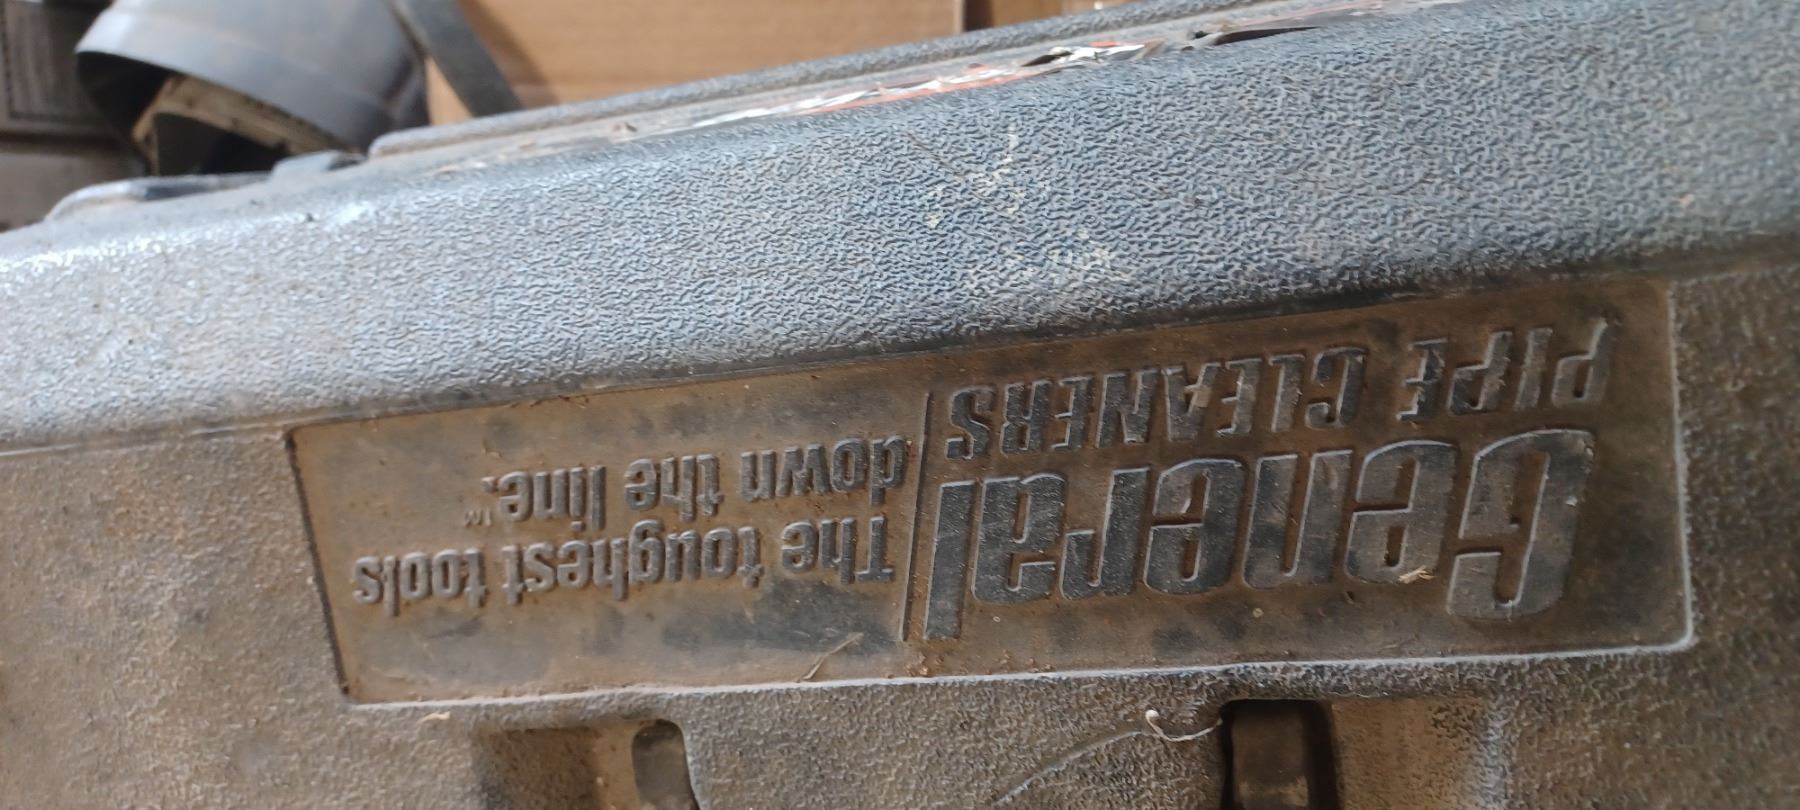 General
PIPE CLEANERS
The toughest tools
down the line.™